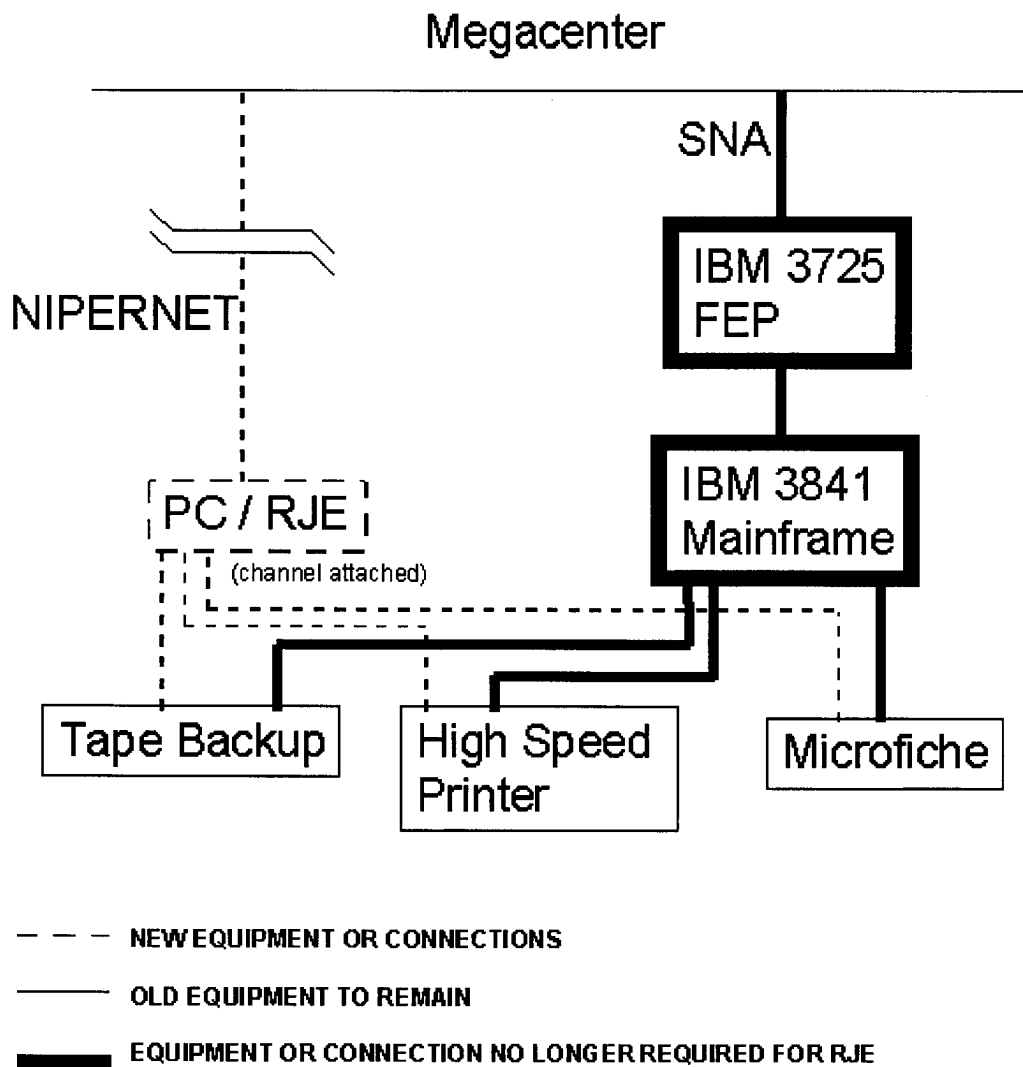 Megacenter
SNA
IBM 3725
FEP
NIPERNET
IBM 3841
Mainframe
PC / RJE
(channel attached)
Tape Backup
High Speed
Printer
Microfiche
NEW EQUIPMENT OR CONNECTIONS
OLD EQUIPMENT TO REMAIN
EQUIPMENT OR CONNECTION NO LONGER REQUIRED FOR RJE